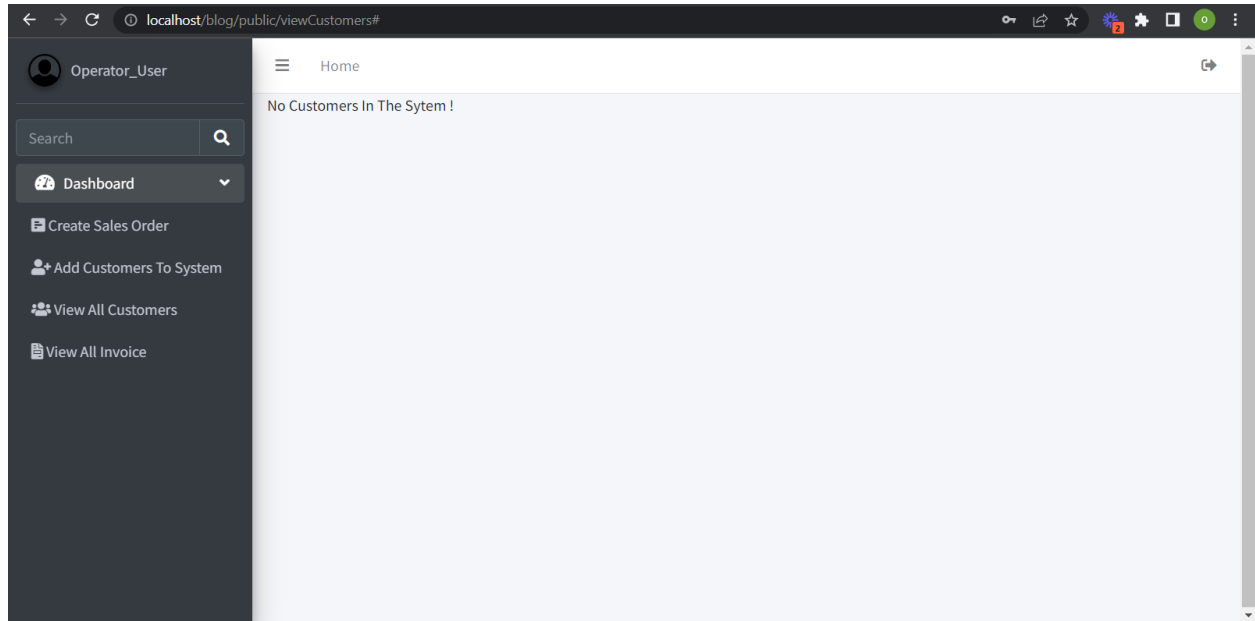 localhost/blog/public/viewCustomers#
2
o
Operator_User
Home
No Customers In The Sytem !
Search
Dashboard
Create Sales Order
Add Customers To System
View All Customers
View All Invoice